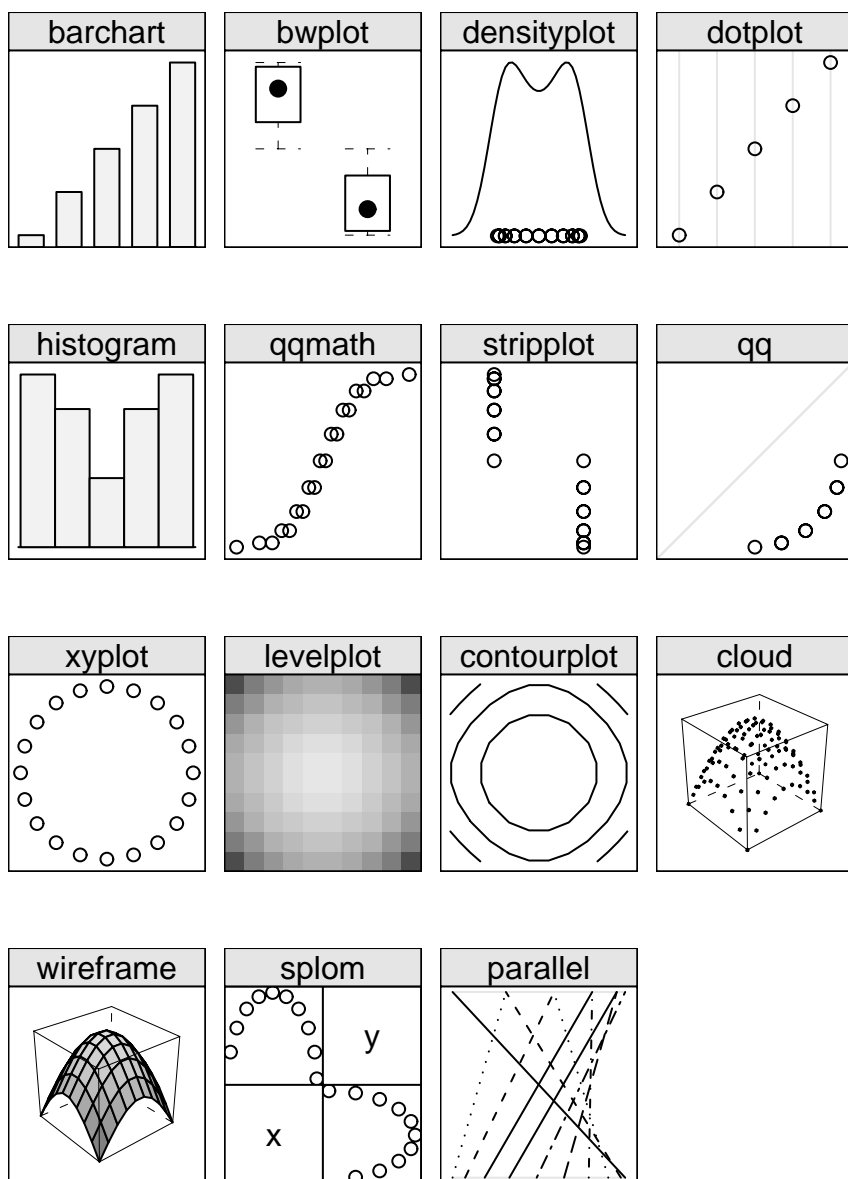 barchart
bwplot
densityplot
dotplot
histogram
qqmath
stripplot
qq
xyplot
levelplot
contourplot
cloud
wireframe
splom
parallel
y
x